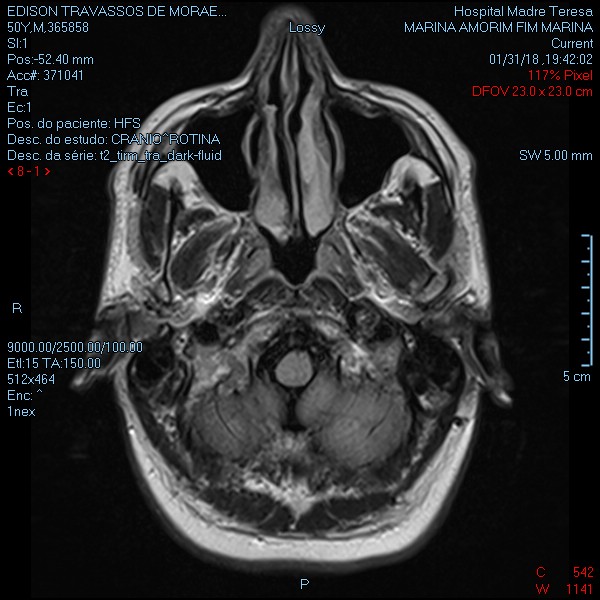 EDISON TRAVASSOS DE MORAE...
50Y,M,365858
Sl:1
Pos:-52.40 mm
Acc#: 371041
Tra
Ec:1
Pos. do paciente: HFS
Desc. do estudo: CRANIO^ROTINA
Desc. da série: t2_tirm_tra_dark-fluid
< 8 - 1 >
Lossy
Hospital Madre Teresa
MARINA AMORIM FIM MARINA
Current
01/31/18 ,19:42:02
117% Pixel
DFOV 23.0 x 23.0 cm
SW 5.00 mm
R
9000.00/2500.00/100.00
Etl:15 TA:150.00
512x464
Enc: ^
1nex
5 cm
P
C 542
W 1141